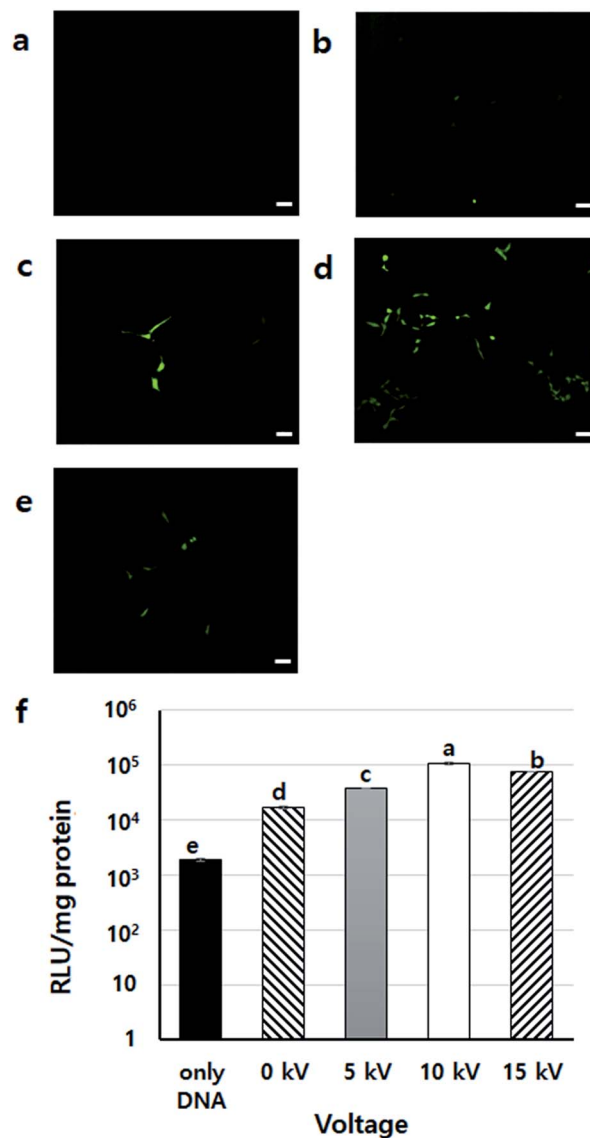 a
b
c
d
e
f
10⁶
10⁵
10⁴
10³
10²
10
1
RLU/mg protein
e
d
c
a
b
only DNA
0 kV
5 kV
10 kV
15 kV
Voltage